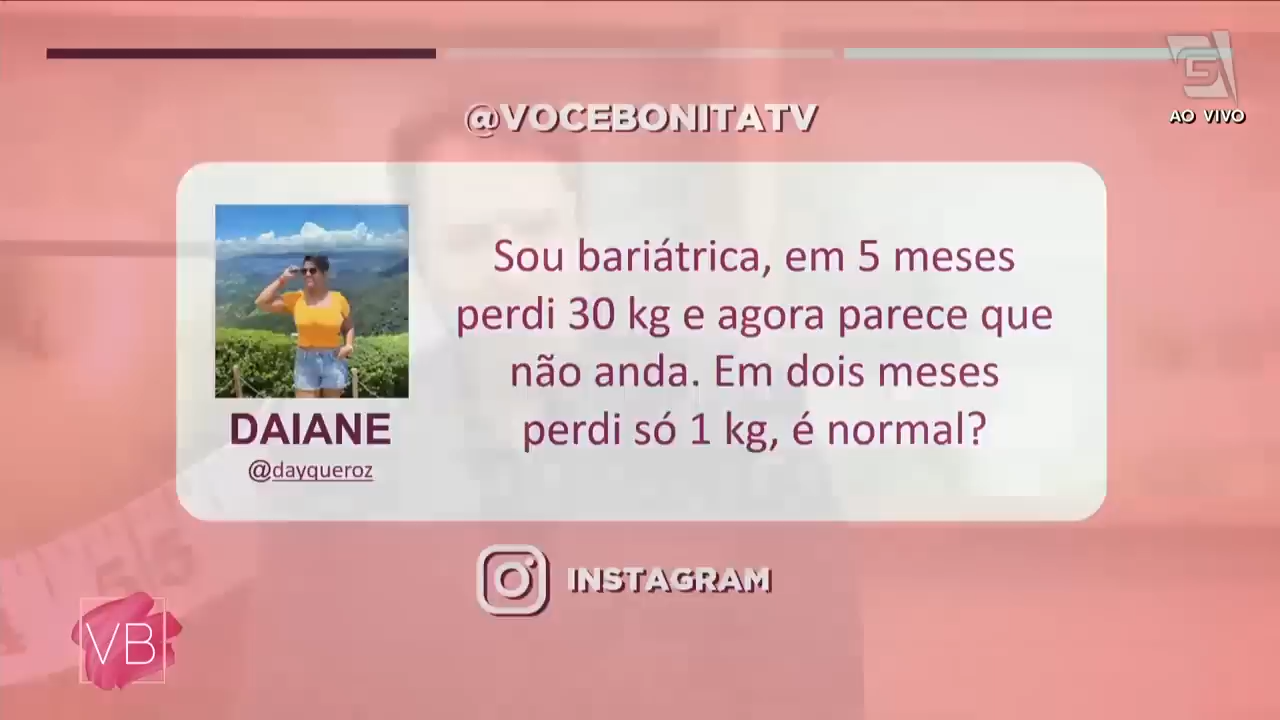 @VOCEBONITATV
AO VIVO
Sou bariátrica, em 5 meses
perdi 30 kg e agora parece que
não anda. Em dois meses
perdi só 1 kg, é normal?
DAIANE
@dayqueroz
INSTAGRAM
VB